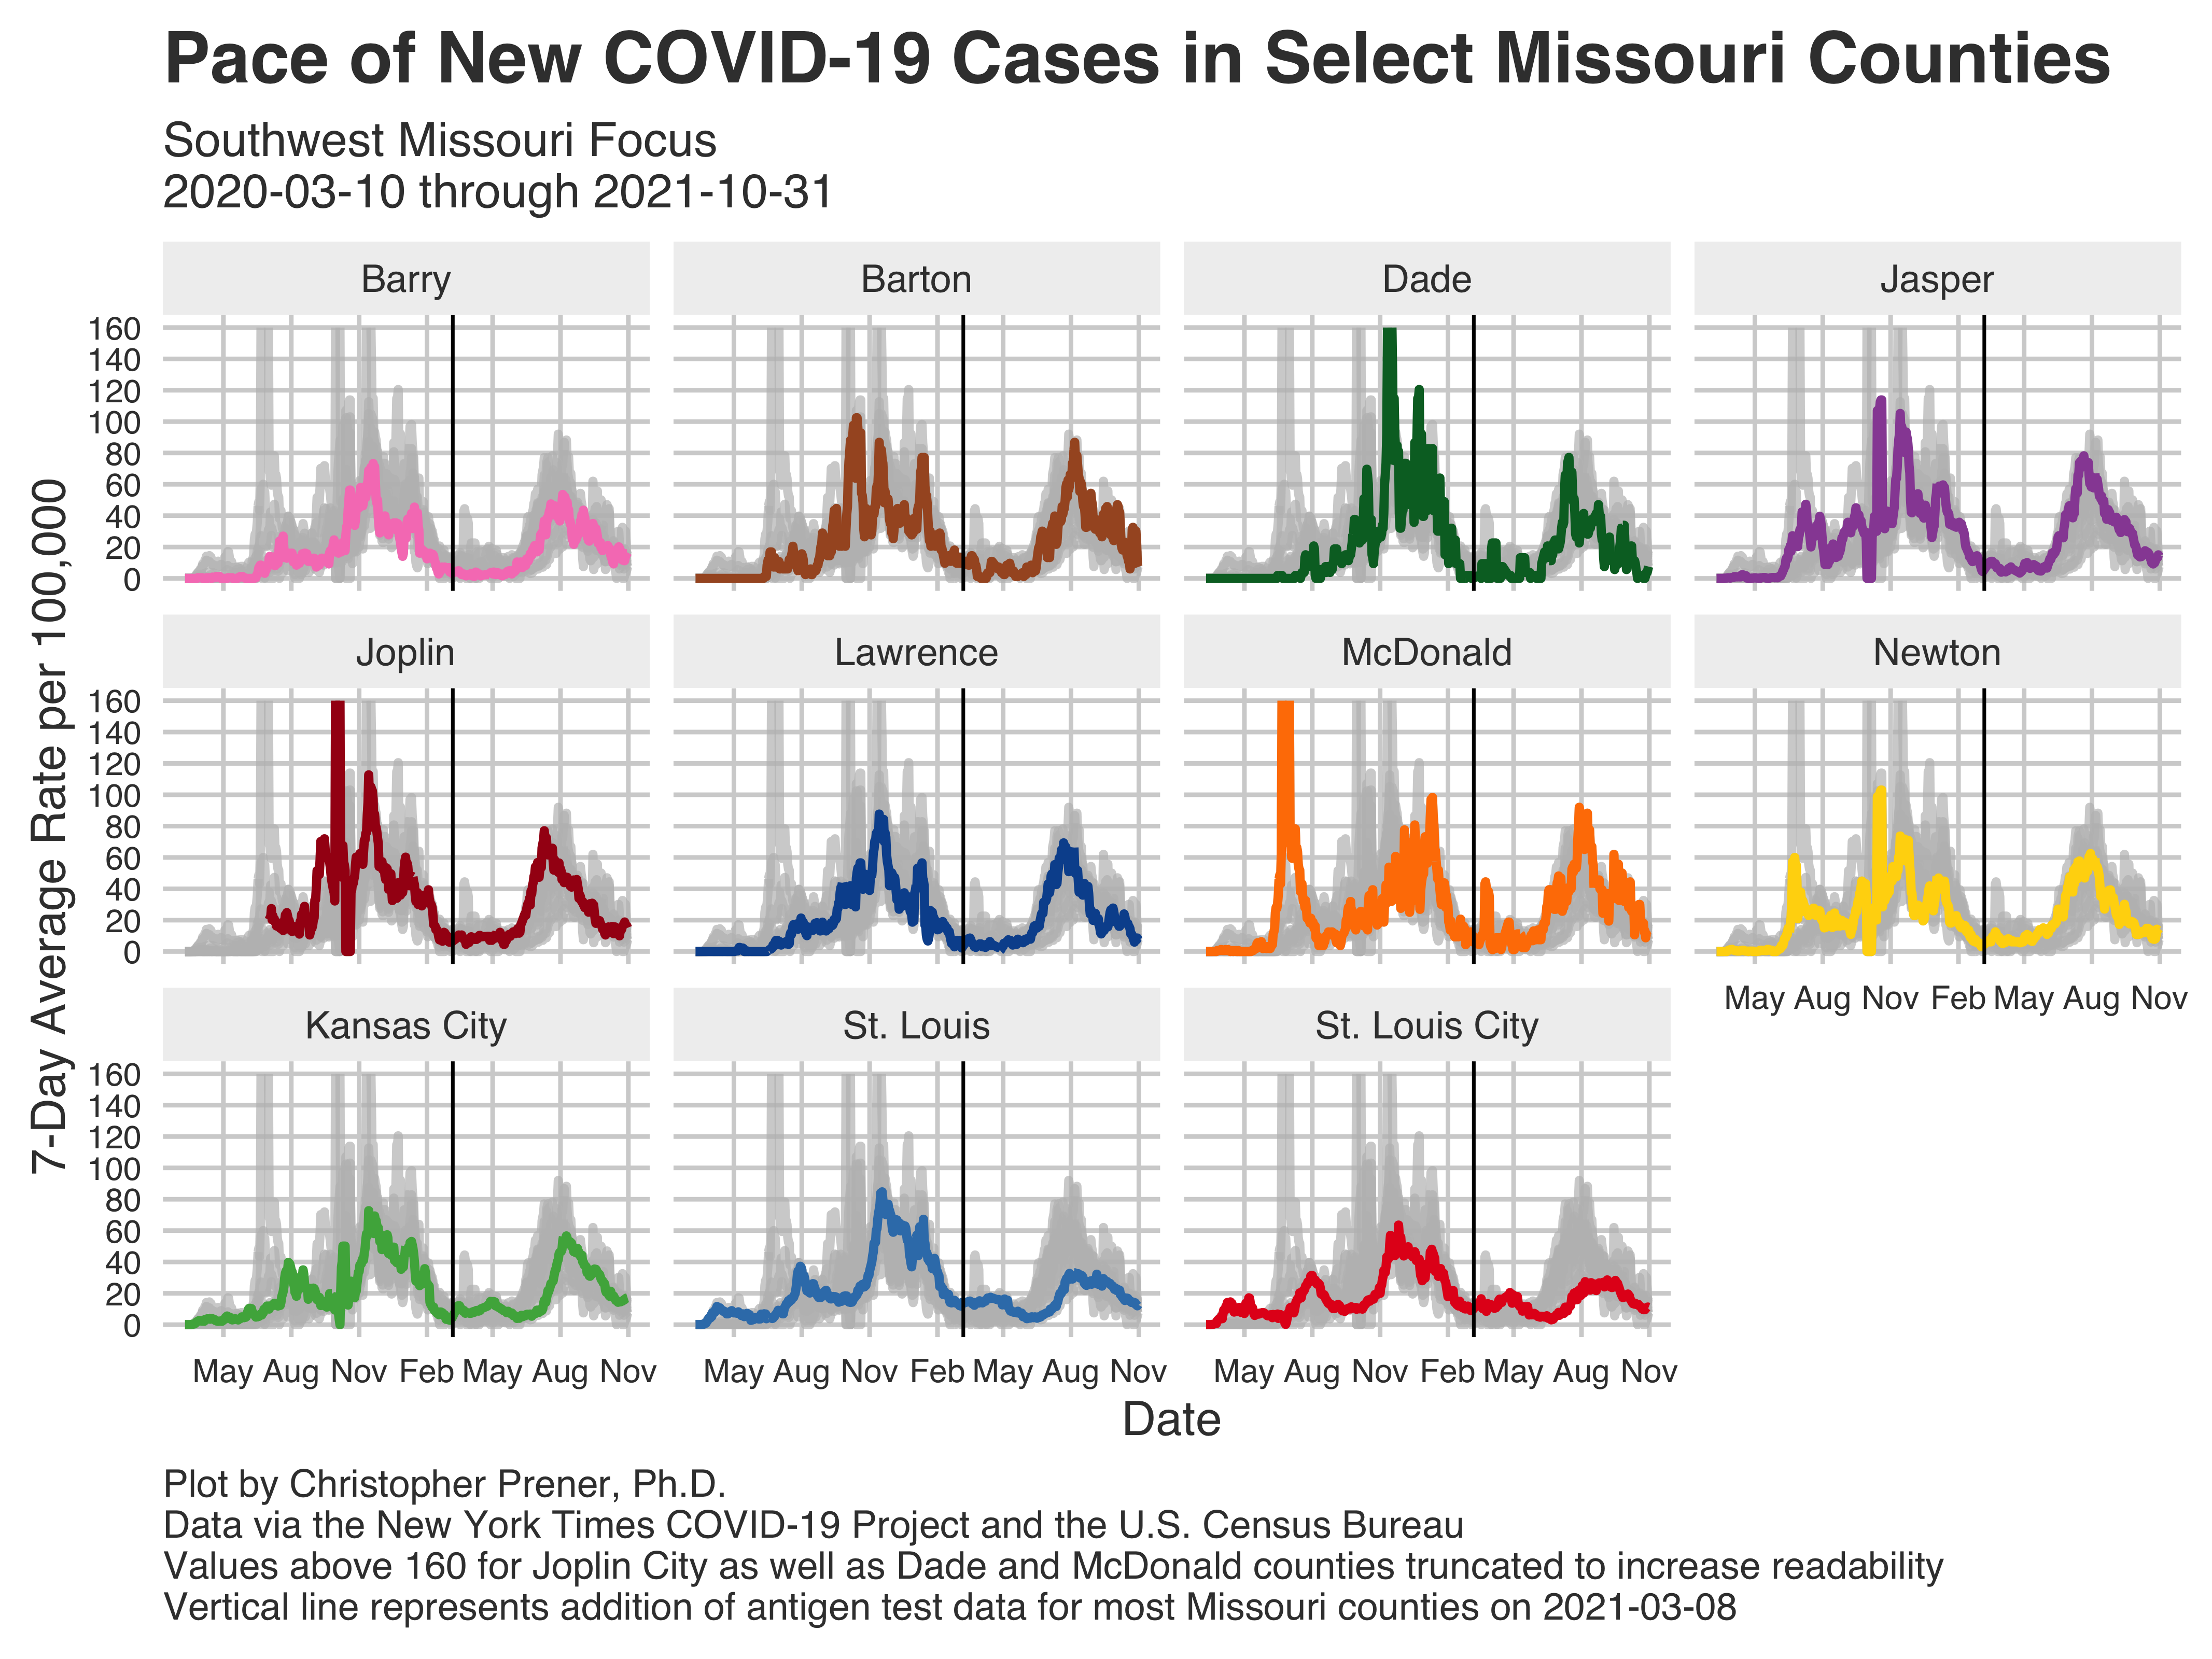 Pace of New COVID-19 Cases in Select Missouri Counties
Southwest Missouri Focus
2020-03-10 through 2021-10-31
Barry
Barton
Dade
Jasper
160
140
120
100
80
60
40
20
0
Joplin
Lawrence
McDonald
Newton
160
140
120
100
80
60
40
20
0
May Aug Nov Feb May Aug Nov
Kansas City
St. Louis
St. Louis City
160
140
120
100
80
60
40
20
0
May Aug Nov Feb May Aug Nov
May Aug Nov Feb May Aug Nov
May Aug Nov Feb May Aug Nov
7-Day Average Rate per 100,000
Date
Plot by Christopher Prener, Ph.D.
Data via the New York Times COVID-19 Project and the U.S. Census Bureau
Values above 160 for Joplin City as well as Dade and McDonald counties truncated to increase readability
Vertical line represents addition of antigen test data for most Missouri counties on 2021-03-08